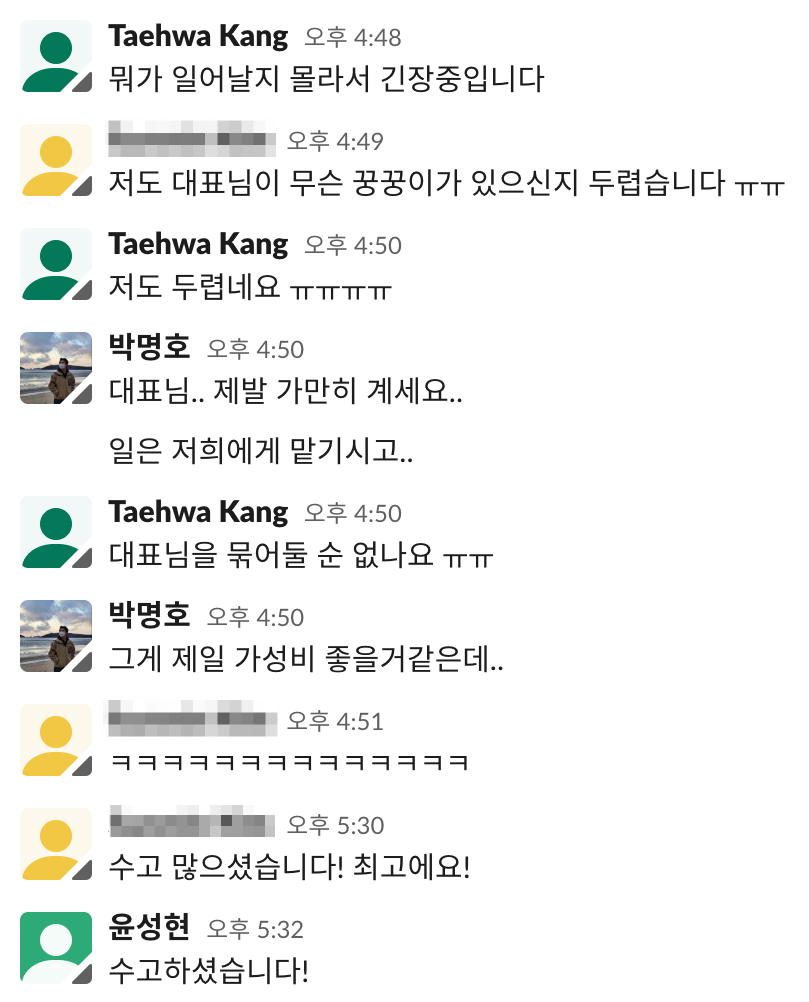 Taehwa Kang 오후 4:48
뭐가 일어날지 몰라서 긴장중입니다
오후 4:49
저도 대표님이 무슨 꿍꿍이가 있으신지 두렵습니다 ㅠㅠ
Taehwa Kang 오후 4:50
저도 두렵네요 ㅠㅠㅠㅠ
박명호 오후 4:50
대표님.. 제발 가만히 계세요..
일은 저희에게 맡기시고..
Taehwa Kang 오후 4:50
대표님을 묶어둘 순 없나요 ㅠㅠ
박명호 오후 4:50
그게 제일 가성비 좋을거같은데..
오후 4:51
ㅋㅋㅋㅋㅋㅋㅋㅋㅋㅋㅋㅋㅋㅋ
오후 5:30
수고 많으셨습니다! 최고에요!
윤성현 오후 5:32
수고하셨습니다!